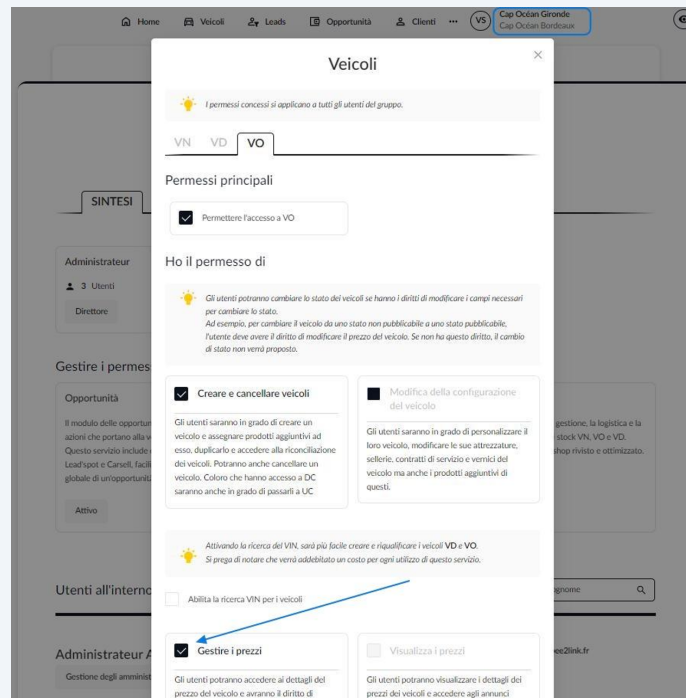 Home Veicoli Leads Opportunità Clienti ••• VS Cap Océan Gironde
Cap Océan Bordeaux
Veicoli
I permessi concessi si applicano a tutti gli utenti del gruppo.
VN VD VO
Permessi principali
SINTESI
Permettere l'accesso a VO
Administrateur
Ho il permesso di
3 Utenti
Direttore
Gli utenti potranno cambiare lo stato dei veicoli se hanno i diritti di modificare i campi necessari
per cambiare lo stato.
Ad esempio, per cambiare il veicolo da uno stato non pubblicabile a uno stato pubblicabile,
l'utente deve avere il diritto di modificare il prezzo del veicolo. Se non ha questo diritto, il cambio
di stato non verrà proposto.
Gestire i permes
Opportunità
Creare e cancellare veicoli
Modifica della configurazione
del veicolo
Il modulo delle opportun
azioni che portano alla v
Questo servizio include
Lead'spot e Carsell, facili
globale di un'opportunit
Attivo
Gli utenti saranno in grado di creare un
veicolo e assegnare prodotti aggiuntivi ad
esso, duplicarlo e accedere alla riconciliazione
dei veicoli. Potranno anche cancellare un
veicolo. Coloro che hanno accesso a DC
saranno anche in grado di passarli a UC
Gli utenti saranno in grado di personalizzare il
loro veicolo, modificare le sue attrezzature,
sellerie, contratti di servizio e vernici del
veicolo ma anche i prodotti aggiuntivi di
questi.
gestione, la logistica e la
stock VN, VO e VD.
shop rivisto e ottimizzato.
Attivando la ricerca del VIN, sarà più facile creare e riqualificare i veicoli VD e VO.
Si prega di notare che verrà addebitato un costo per ogni utilizzo di questo servizio.
Utenti all'interno
Abilita la ricerca VIN per i veicoli
ognome
Administrateur A
Gestione degli amminist
Gestire i prezzi
Visualizza i prezzi
ee2link.fr
Gli utenti potranno accedere ai dettagli del
prezzo del veicolo e avranno il diritto di
Gli utenti potranno visualizzare i dettagli dei
prezzi dei veicoli e accedere agli annunci